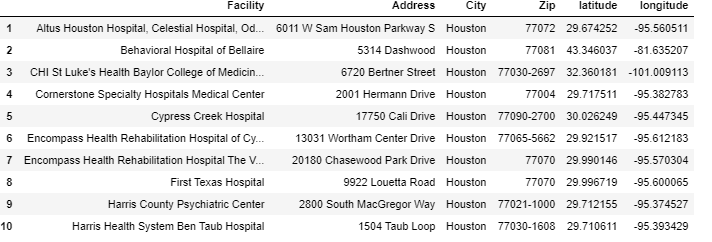 Facility Address City Zip latitude longitude
1 Altus Houston Hospital, Celestial Hospital, Od... 6011 W Sam Houston Parkway S Houston 77072 29.674252 -95.560511
2 Behavioral Hospital of Bellaire 5314 Dashwood Houston 77081 43.346037 -81.635207
3 CHI St Luke's Health Baylor College of Medicin... 6720 Bertner Street Houston 77030-2697 32.360181 -101.009113
4 Cornerstone Specialty Hospitals Medical Center 2001 Hermann Drive Houston 77004 29.717511 -95.382783
5 Cypress Creek Hospital 17750 Cali Drive Houston 77090-2700 30.026249 -95.447345
6 Encompass Health Rehabilitation Hospital of Cy... 13031 Wortham Center Drive Houston 77065-5662 29.921517 -95.612183
7 Encompass Health Rehabilitation Hospital The V... 20180 Chasewood Park Drive Houston 77070 29.990146 -95.570304
8 First Texas Hospital 9922 Louetta Road Houston 77070 29.996719 -95.600065
9 Harris County Psychiatric Center 2800 South MacGregor Way Houston 77021-1000 29.712155 -95.374527
10 Harris Health System Ben Taub Hospital 1504 Taub Loop Houston 77030-1608 29.710611 -95.393429